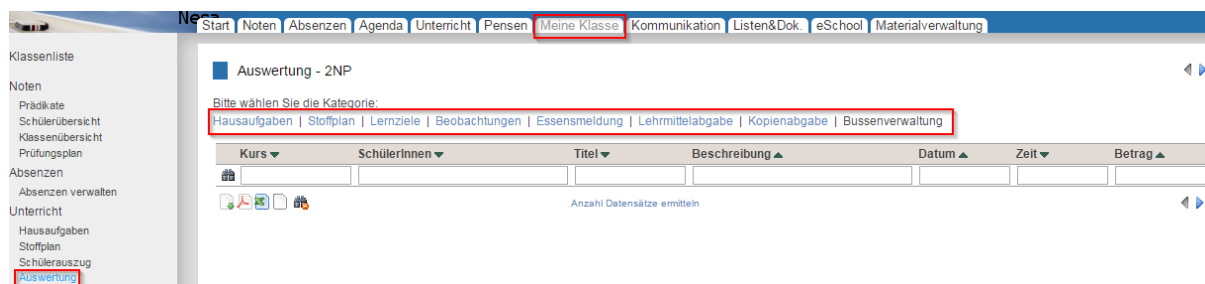 Nesa
Start Noten Absenzen Agenda Unterricht Pensen Meine Klasse Kommunikation Listen&Dok. eSchool Materialverwaltung
Klassenliste
Noten
Prädikate
Schülerübersicht
Klassenübersicht
Prüfungsplan
Absenzen
Absenzen verwalten
Unterricht
Hausaufgaben
Stoffplan
Schülerauszug
Auswertung
Auswertung - 2NP
Bitte wählen Sie die Kategorie:
Hausaufgaben | Stoffplan | Lernziele | Beobachtungen | Essensmeldung | Lehrmittelabgabe | Kopienabgabe | Bussenverwaltung
Kurs SchülerInnen Titel Beschreibung Datum Zeit Betrag
Anzahl Datensätze ermitteln